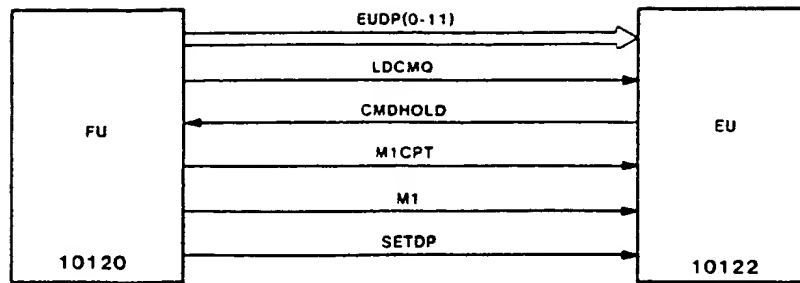 EUDP(0-11)
LDCMQ
CMDHOLD
FU
EU
M1CPT
M1
SETDP
10120
10122